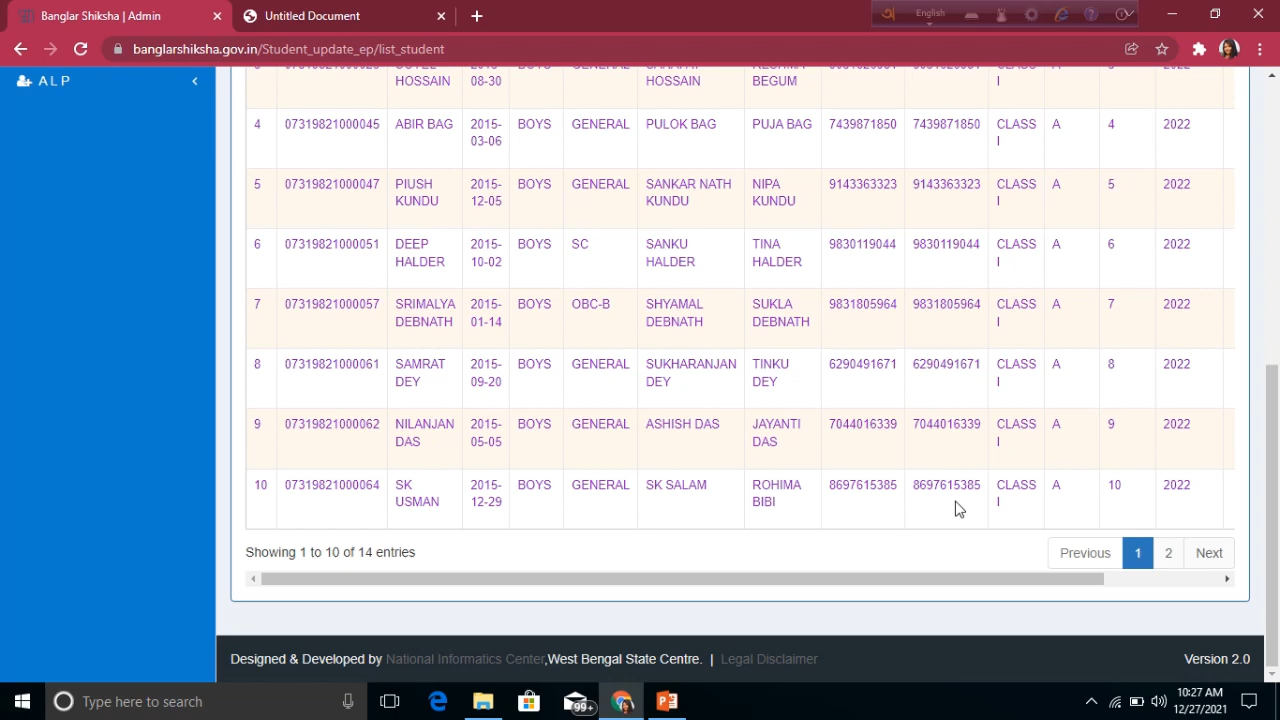 Banglar Shiksha | Admin
Untitled Document
English
banglarshiksha.gov.in/Student_update_ep/list_student
A L P
HOSSAIN 08-30 HOSSAIN BEGUM I
4 07319821000045 ABIR BAG 2015- BOYS GENERAL PULOK BAG PUJA BAG 7439871850 7439871850 CLASS A 4 2022
03-06 I
5 07319821000047 PIUSH 2015- BOYS GENERAL SANKAR NATH NIPA 9143363323 9143363323 CLASS A 5 2022
KUNDU 12-05 KUNDU KUNDU I
6 07319821000051 DEEP 2015- BOYS SC SANKU TINA 9830119044 9830119044 CLASS A 6 2022
HALDER 10-02 HALDER HALDER I
7 07319821000057 SRIMALYA 2015- BOYS OBC-B SHYAMAL SUKLA 9831805964 9831805964 CLASS A 7 2022
DEBNATH 01-14 DEBNATH DEBNATH I
8 07319821000061 SAMRAT 2015- BOYS GENERAL SUKHARANJAN TINKU 6290491671 6290491671 CLASS A 8 2022
DEY 09-20 DEY DEY I
9 07319821000062 NILANJAN 2015- BOYS GENERAL ASHISH DAS JAYANTI 7044016339 7044016339 CLASS A 9 2022
DAS 05-05 DAS I
10 07319821000064 SK 2015- BOYS GENERAL SK SALAM ROHIMA 8697615385 8697615385 CLASS A 10 2022
USMAN 12-29 BIBI I
Showing 1 to 10 of 14 entries
Previous 1 2 Next
Designed & Developed by National Informatics Center,West Bengal State Centre. | Legal Disclaimer
Version 2.0
Type here to search
99+
10:27 AM
12/27/2021